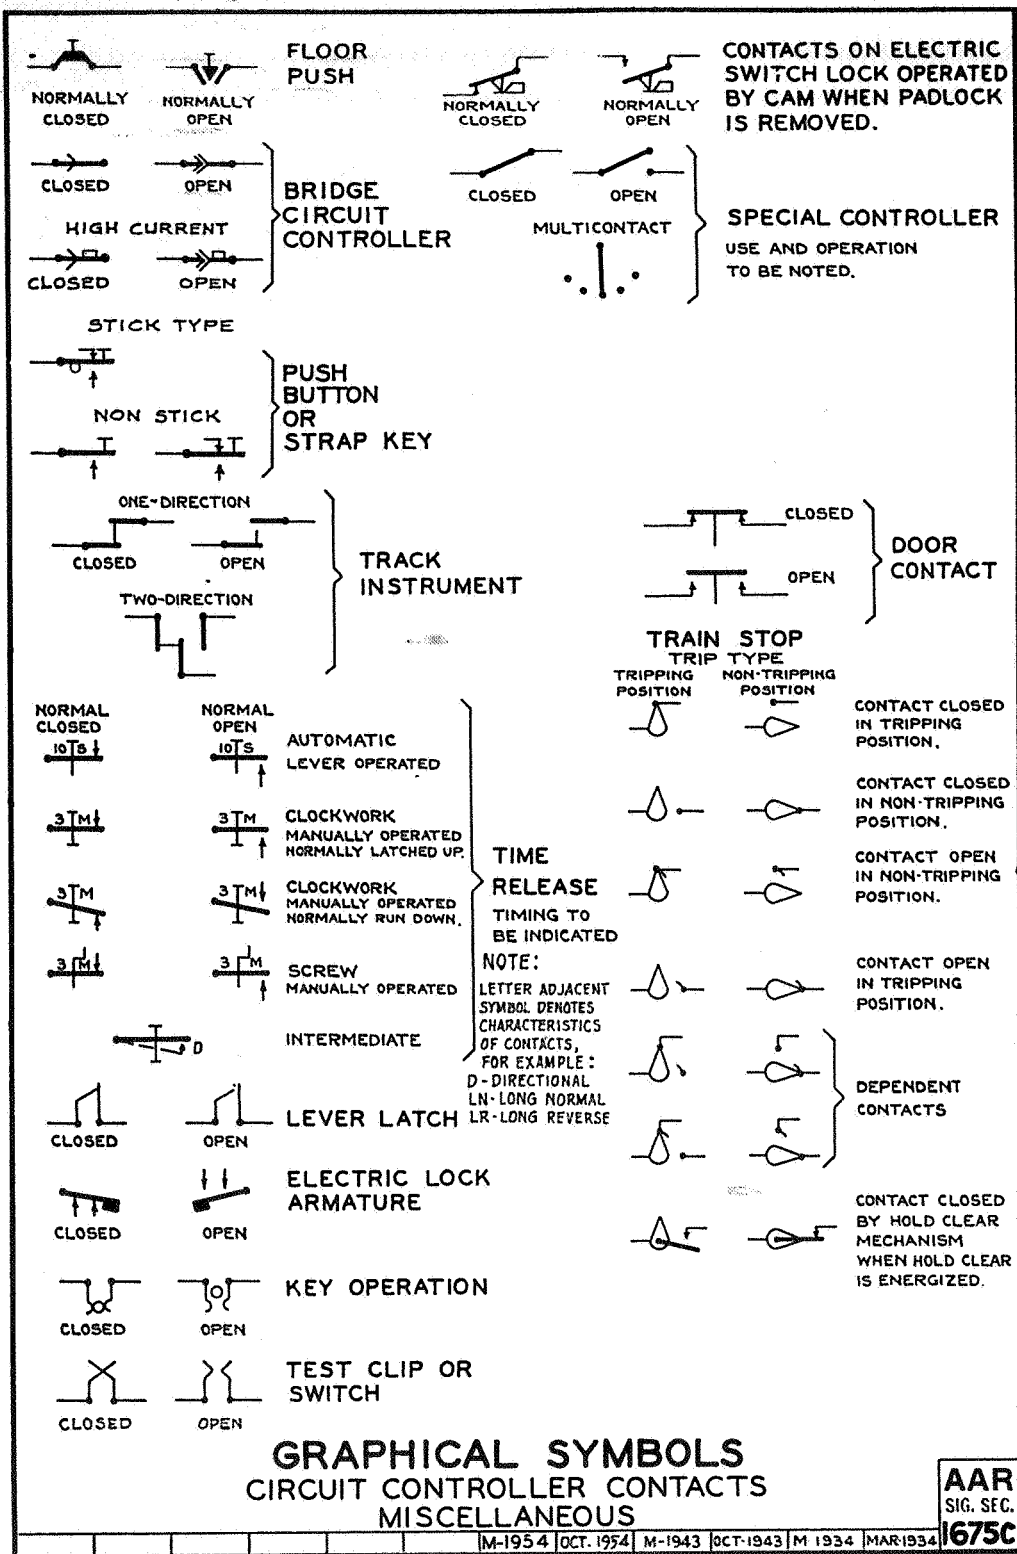 FLOOR
PUSH
NORMALLY
CLOSED
NORMALLY
OPEN
CONTACTS ON ELECTRIC
SWITCH LOCK OPERATED
BY CAM WHEN PADLOCK
IS REMOVED.
NORMALLY
CLOSED
NORMALLY
OPEN
CLOSED
OPEN
HIGH CURRENT
CLOSED
OPEN
BRIDGE
CIRCUIT
CONTROLLER
CLOSED
OPEN
MULTICONTACT
SPECIAL CONTROLLER
USE AND OPERATION
TO BE NOTED.
STICK TYPE
NON STICK
PUSH
BUTTON
OR
STRAP KEY
ONE-DIRECTION
CLOSED
OPEN
TWO-DIRECTION
TRACK
INSTRUMENT
CLOSED
OPEN
DOOR
CONTACT
NORMAL
CLOSED
NORMAL
OPEN
10 S
10 S
AUTOMATIC
LEVER OPERATED
3 M
3 M
CLOCKWORK
MANUALLY OPERATED
NORMALLY LATCHED UP.
3 M
3 M
CLOCKWORK
MANUALLY OPERATED
NORMALLY RUN DOWN.
3 M
3 M
SCREW
MANUALLY OPERATED
D
INTERMEDIATE
TIME
RELEASE
TIMING TO
BE INDICATED
NOTE:
LETTER ADJACENT
SYMBOL DENOTES
CHARACTERISTICS
OF CONTACTS,
FOR EXAMPLE:
D-DIRECTIONAL
LN-LONG NORMAL
LR-LONG REVERSE
TRAIN STOP
TRIP TYPE
TRIPPING
POSITION
NON-TRIPPING
POSITION
CONTACT CLOSED
IN TRIPPING
POSITION.
CONTACT CLOSED
IN NON-TRIPPING
POSITION.
CONTACT OPEN
IN NON-TRIPPING
POSITION.
CONTACT OPEN
IN TRIPPING
POSITION.
DEPENDENT
CONTACTS
CONTACT CLOSED
BY HOLD CLEAR
MECHANISM
WHEN HOLD CLEAR
IS ENERGIZED.
CLOSED
OPEN
LEVER LATCH
CLOSED
OPEN
ELECTRIC LOCK
ARMATURE
CLOSED
OPEN
KEY OPERATION
CLOSED
OPEN
TEST CLIP OR
SWITCH
GRAPHICAL SYMBOLS
CIRCUIT CONTROLLER CONTACTS
MISCELLANEOUS
AAR
SIG. SEC.
1675C
M-1954 OCT. 1954 M-1943 OCT-1943 M 1934 MAR-1934